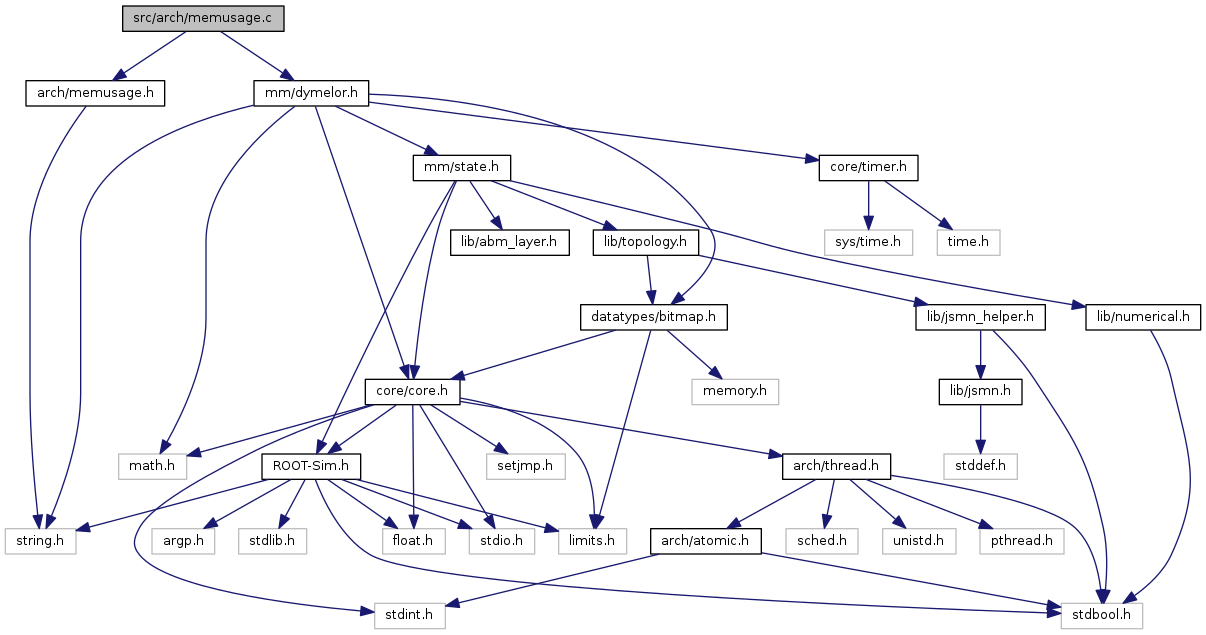 src/arch/memusage.c
arch/memusage.h
mm/dymelor.h
mm/state.h
core/timer.h
lib/abm_layer.h
lib/topology.h
sys/time.h
time.h
datatypes/bitmap.h
lib/jsmn_helper.h
lib/numerical.h
core/core.h
memory.h
lib/jsmn.h
math.h
ROOT-Sim.h
setjmp.h
arch/thread.h
stddef.h
string.h
argp.h
stdlib.h
float.h
stdio.h
limits.h
arch/atomic.h
sched.h
unistd.h
pthread.h
stdint.h
stdbool.h